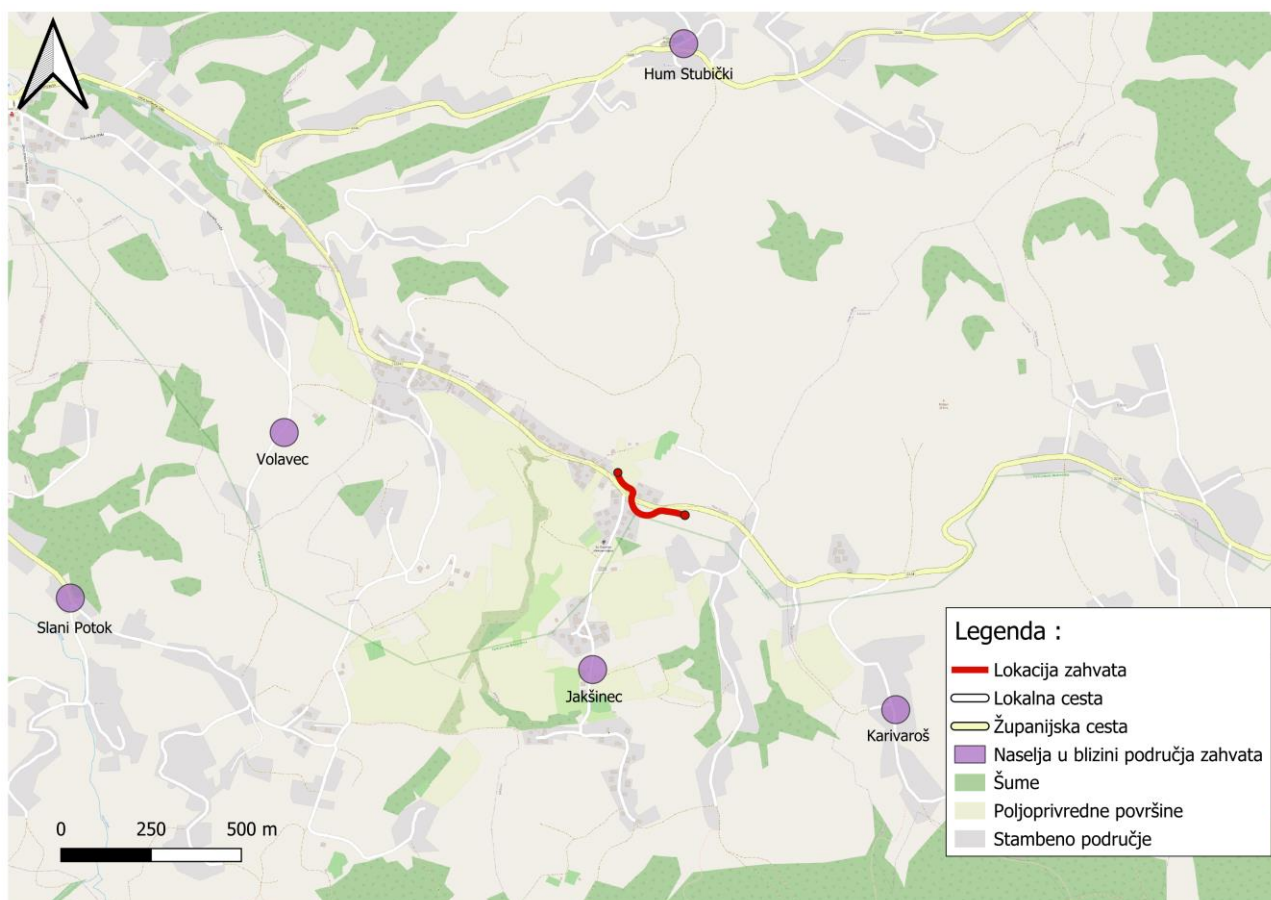 Hum Stubički
Volavec
Slani Potok
Jakšinec
Karivaroš
Legenda :
Lokacija zahvata
Lokalna cesta
Županijska cesta
Naselja u blizini područja zahvata
Šume
Poljoprivredne površine
Stambeno područje
0 250 500 m